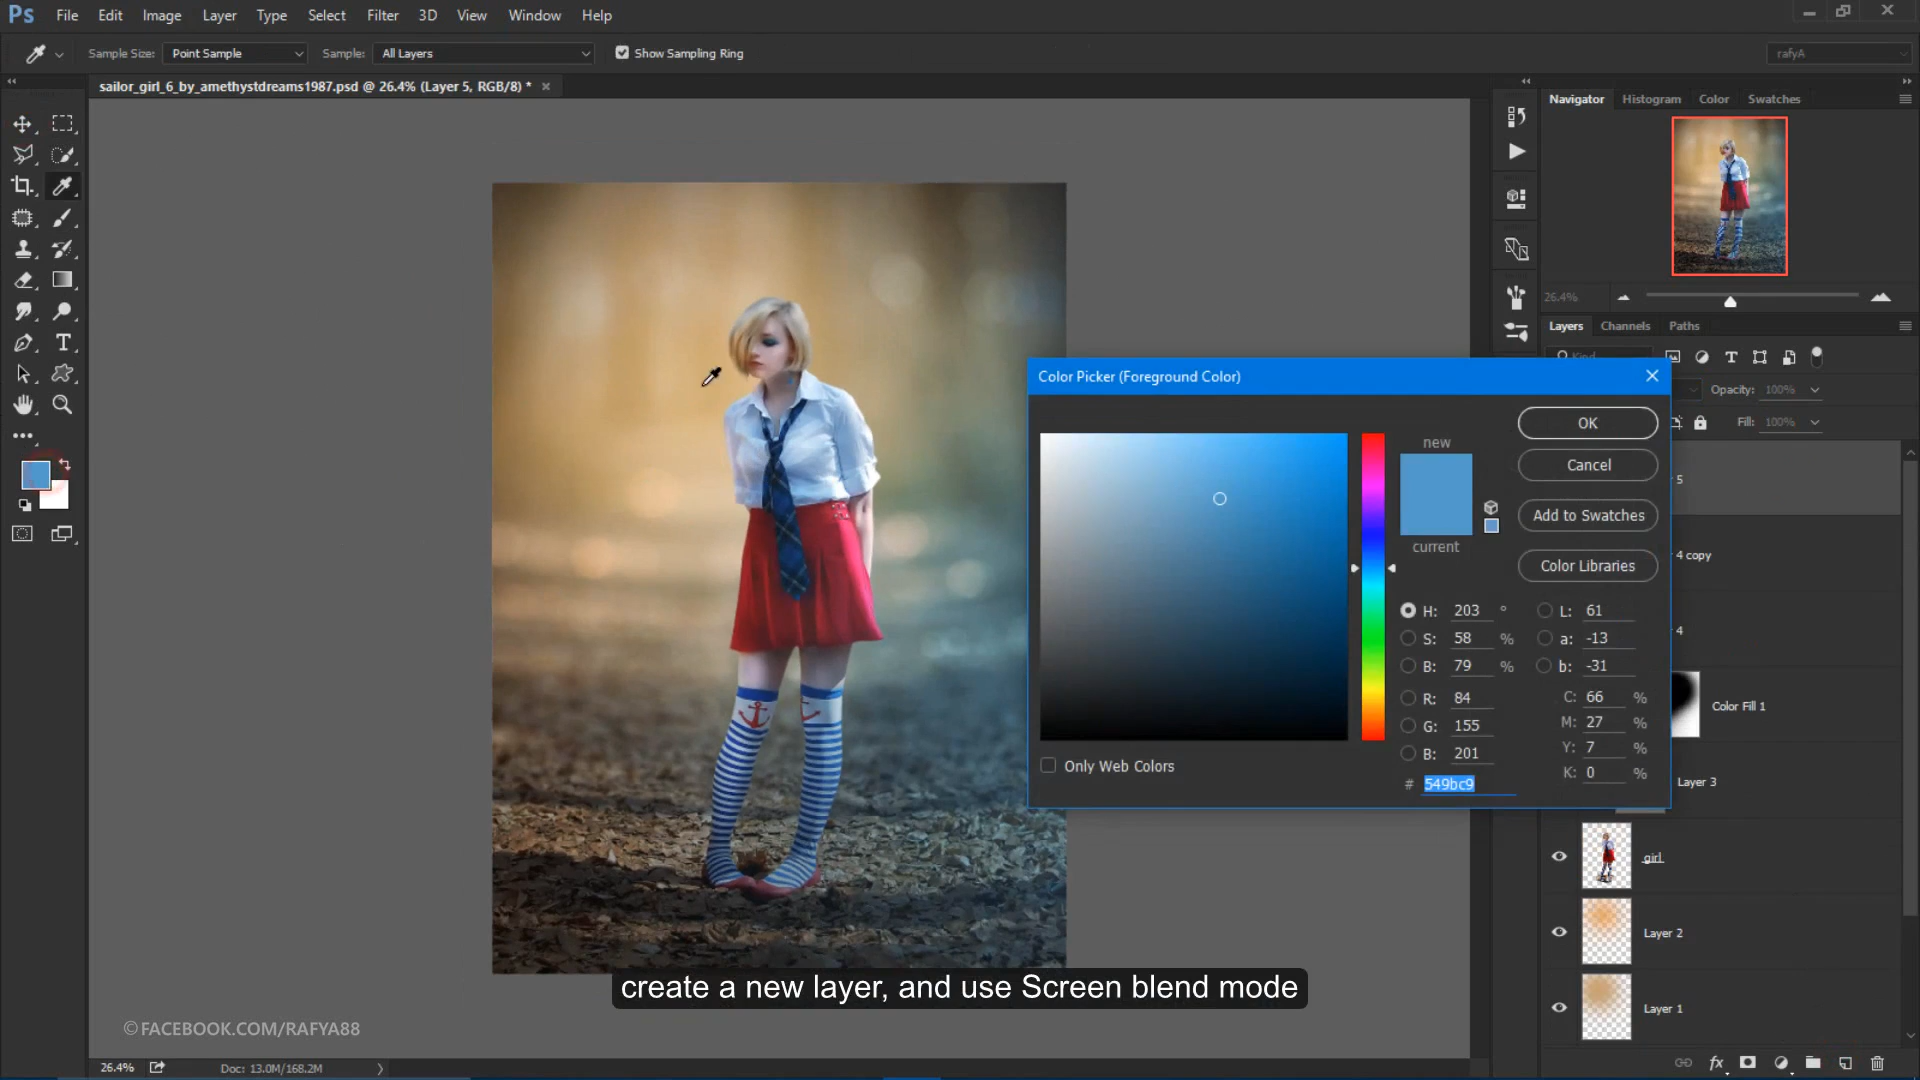 Ps File Edit Image Layer Type Select Filter 3D View Window Help
Sample Size: Point Sample Sample: All Layers Show Sampling Ring rafyA
sailor_girl_6_by_amethystdreams1987.psd @ 26.4% (Layer 5, RGB/8) *
Navigator Histogram Color Swatches
26.4%
Layers Channels Paths
Kind
Opacity: 100%
Fill: 100%
Color Picker (Foreground Color)
new
current
OK
Cancel
Add to Swatches
Color Libraries
H: 203 °
S: 58 %
B: 79 %
R: 84
G: 155
B: 201
# 549bc9
L: 61
a: -13
b: -31
C: 66 %
M: 27 %
Y: 7 %
K: 0 %
Only Web Colors
5
4 copy
4
Color Fill 1
Layer 3
girl
Layer 2
Layer 1
create a new layer, and use Screen blend mode
©FACEBOOK.COM/RAFYA88
26.4% Doc: 13.0M/168.2M
fx